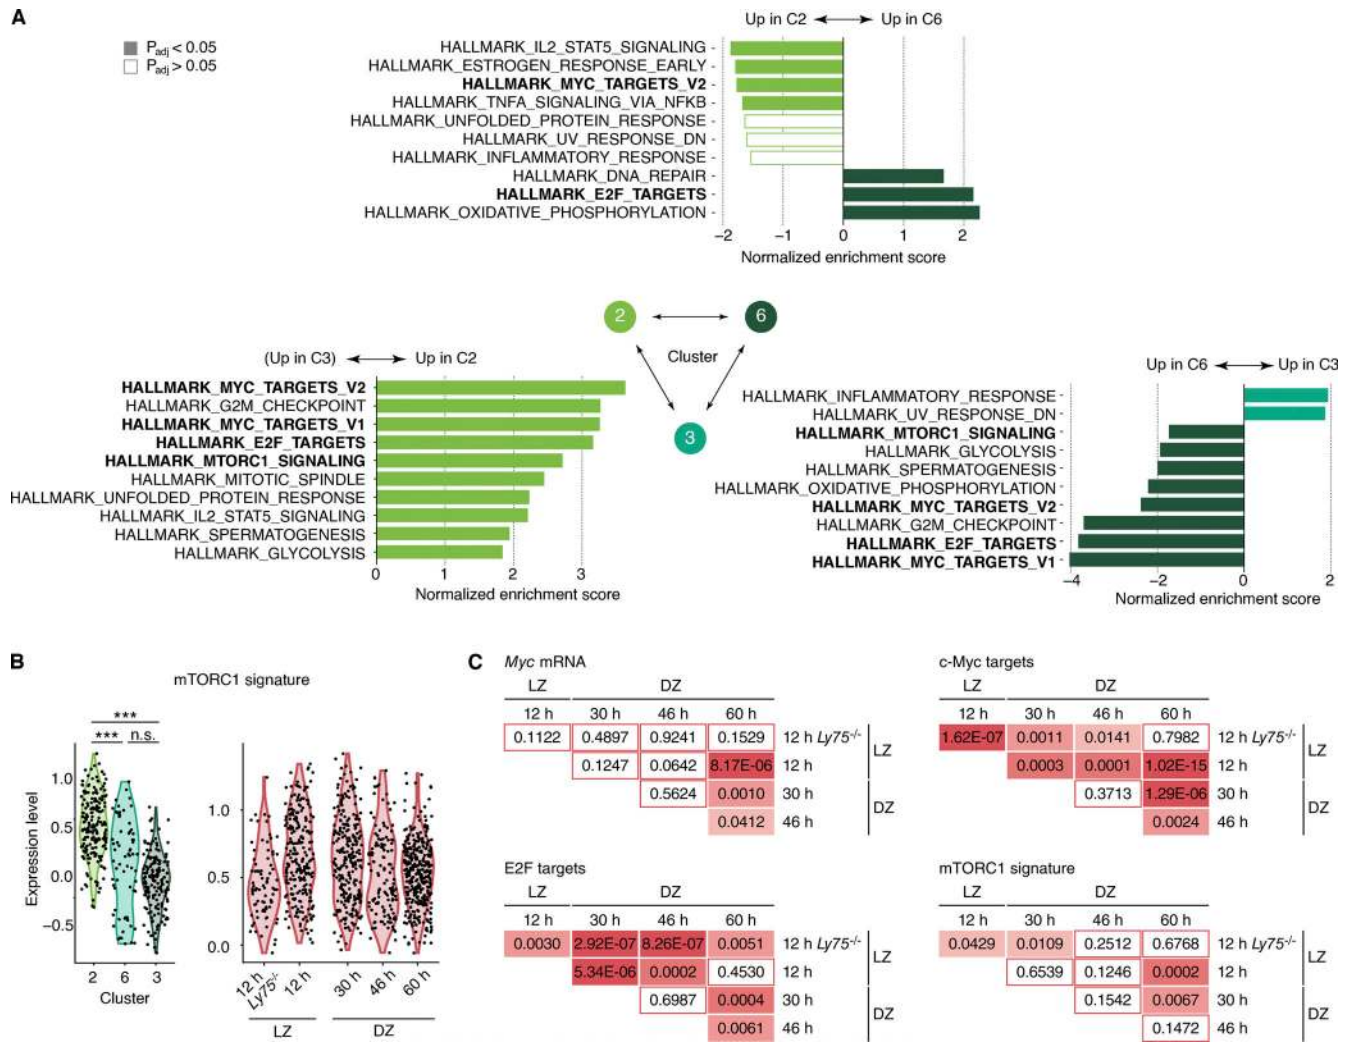 A
P adj < 0.05
P adj > 0.05
Up in C2 Up in C6
HALLMARK_IL2_STAT5_SIGNALING
HALLMARK_ESTROGEN_RESPONSE_EARLY
HALLMARK_MYC_TARGETS_V2
HALLMARK_TNFA_SIGNALING_VIA_NFKB
HALLMARK_UNFOLDED_PROTEIN_RESPONSE
HALLMARK_UV_RESPONSE_DN
HALLMARK_INFLAMMATORY_RESPONSE
HALLMARK_DNA_REPAIR
HALLMARK_E2F_TARGETS
HALLMARK_OXIDATIVE_PHOSPHORYLATION
−2 −1 0 1 2
Normalized enrichment score
2 6
Cluster
3
(Up in C3) Up in C2
HALLMARK_MYC_TARGETS_V2
HALLMARK_G2M_CHECKPOINT
HALLMARK_MYC_TARGETS_V1
HALLMARK_E2F_TARGETS
HALLMARK_MTORC1_SIGNALING
HALLMARK_MITOTIC_SPINDLE
HALLMARK_UNFOLDED_PROTEIN_RESPONSE
HALLMARK_IL2_STAT5_SIGNALING
HALLMARK_SPERMATOGENESIS
HALLMARK_GLYCOLYSIS
0 1 2 3
Normalized enrichment score
Up in C6 Up in C3
HALLMARK_INFLAMMATORY_RESPONSE
HALLMARK_UV_RESPONSE_DN
HALLMARK_MTORC1_SIGNALING
HALLMARK_GLYCOLYSIS
HALLMARK_SPERMATOGENESIS
HALLMARK_OXIDATIVE_PHOSPHORYLATION
HALLMARK_MYC_TARGETS_V2
HALLMARK_G2M_CHECKPOINT
HALLMARK_E2F_TARGETS
HALLMARK_MYC_TARGETS_V1
−4 −2 0 2
Normalized enrichment score
B
mTORC1 signature
***
*** n.s.
Expression level
1.0
0.5
0.0
−0.5
2 6 3
Cluster
1.0
0.5
0.0
12 h Ly75-/- 12 h 30 h 46 h 60 h
LZ DZ
C
Myc mRNA
LZ DZ
12 h 30 h 46 h 60 h
0.1122 0.4897 0.9241 0.1529 12 h Ly75-/-
0.1247 0.0642 8.17E-06 12 h
LZ
0.5624 0.0010 30 h
0.0412 46 h
DZ
c-Myc targets
LZ DZ
12 h 30 h 46 h 60 h
1.62E-07 0.0011 0.0141 0.7982 12 h Ly75-/-
0.0003 0.0001 1.02E-15 12 h
LZ
0.3713 1.29E-06 30 h
0.0024 46 h
DZ
E2F targets
LZ DZ
12 h 30 h 46 h 60 h
0.0030 2.92E-07 8.26E-07 0.0051 12 h Ly75-/-
5.34E-06 0.0002 0.4530 12 h
LZ
0.6987 0.0004 30 h
0.0061 46 h
DZ
mTORC1 signature
LZ DZ
12 h 30 h 46 h 60 h
0.0429 0.0109 0.2512 0.6768 12 h Ly75-/-
0.6539 0.1246 0.0002 12 h
LZ
0.1542 0.0067 30 h
0.1472 46 h
DZ